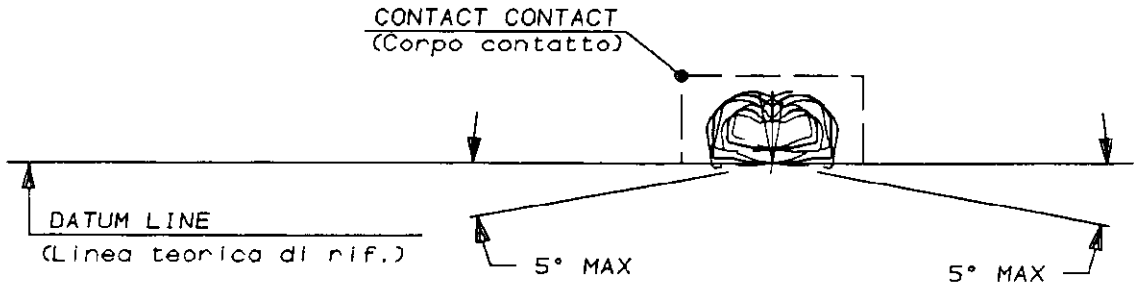 CONTACT CONTACT
(Corpo contatto)
DATUM LINE
(Linea teorica di rif.)
5° MAX
5° MAX